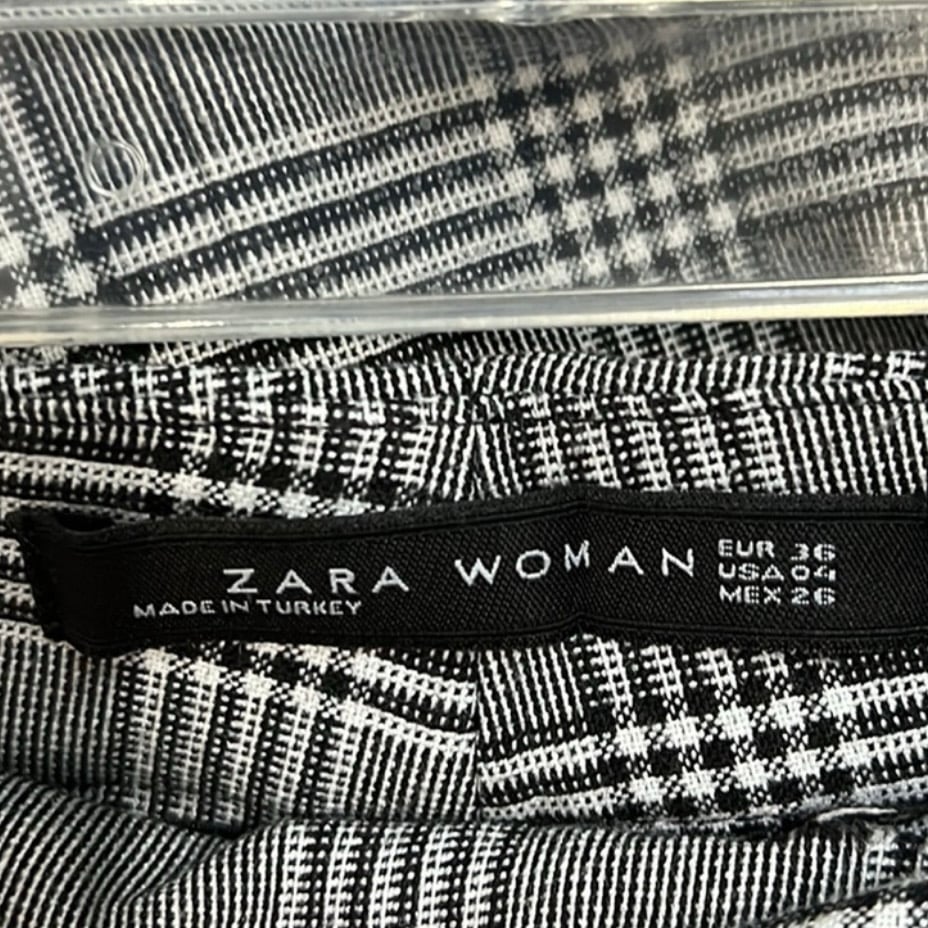 ZARA WOMAN
MADE IN TURKEY
EUR 36
USA 04
MEX 26